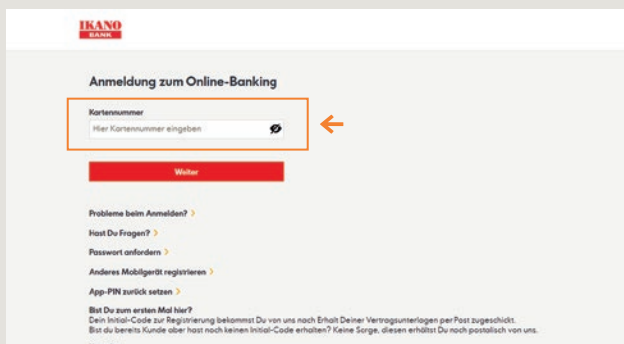 IKANO
BANK
Anmeldung zum Online-Banking
Kartennummer
Hier Kartennummer eingeben
Weiter
Probleme beim Anmelden?
Hast Du Fragen?
Passwort anfordern
Anderes Mobilgerät registrieren
App-PIN zurück setzen
Bist Du zum ersten Mal hier?
Dein Initial-Code zur Registrierung bekommst Du von uns nach Erhalt Deiner Vertragsunterlagen per Post zugeschickt.
Bist du bereits Kunde aber hast noch keinen Initial-Code erhalten? Keine Sorge, diesen erhältst Du noch postalisch von uns.